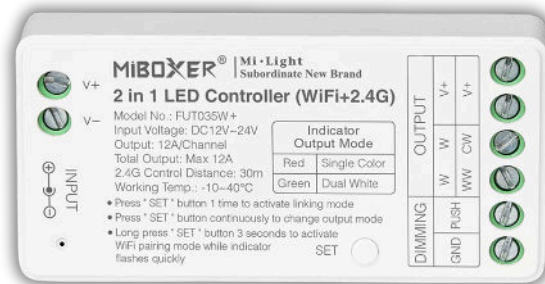 MiBOXER® Mi·Light
Subordinate New Brand
2 in 1 LED Controller (WiFi+2.4G)
Model No.: FUT035W+
Input Voltage: DC12V~24V
Output: 12A/Channel
Total Output: Max 12A
2.4G Control Distance: 30m
Working Temp.: -10~40℃
Indicator
Output Mode
Red Single Color
Green Dual White
• Press "SET" button 1 time to activate linking mode
• Press "SET" button continuously to change output mode
• Long press "SET" button 3 seconds to activate
WiFi pairing mode while indicator
flashes quickly
SET
V+
V−
INPUT
OUTPUT
V+ V+
W CW
W WW
DIMMING
PUSH
GND